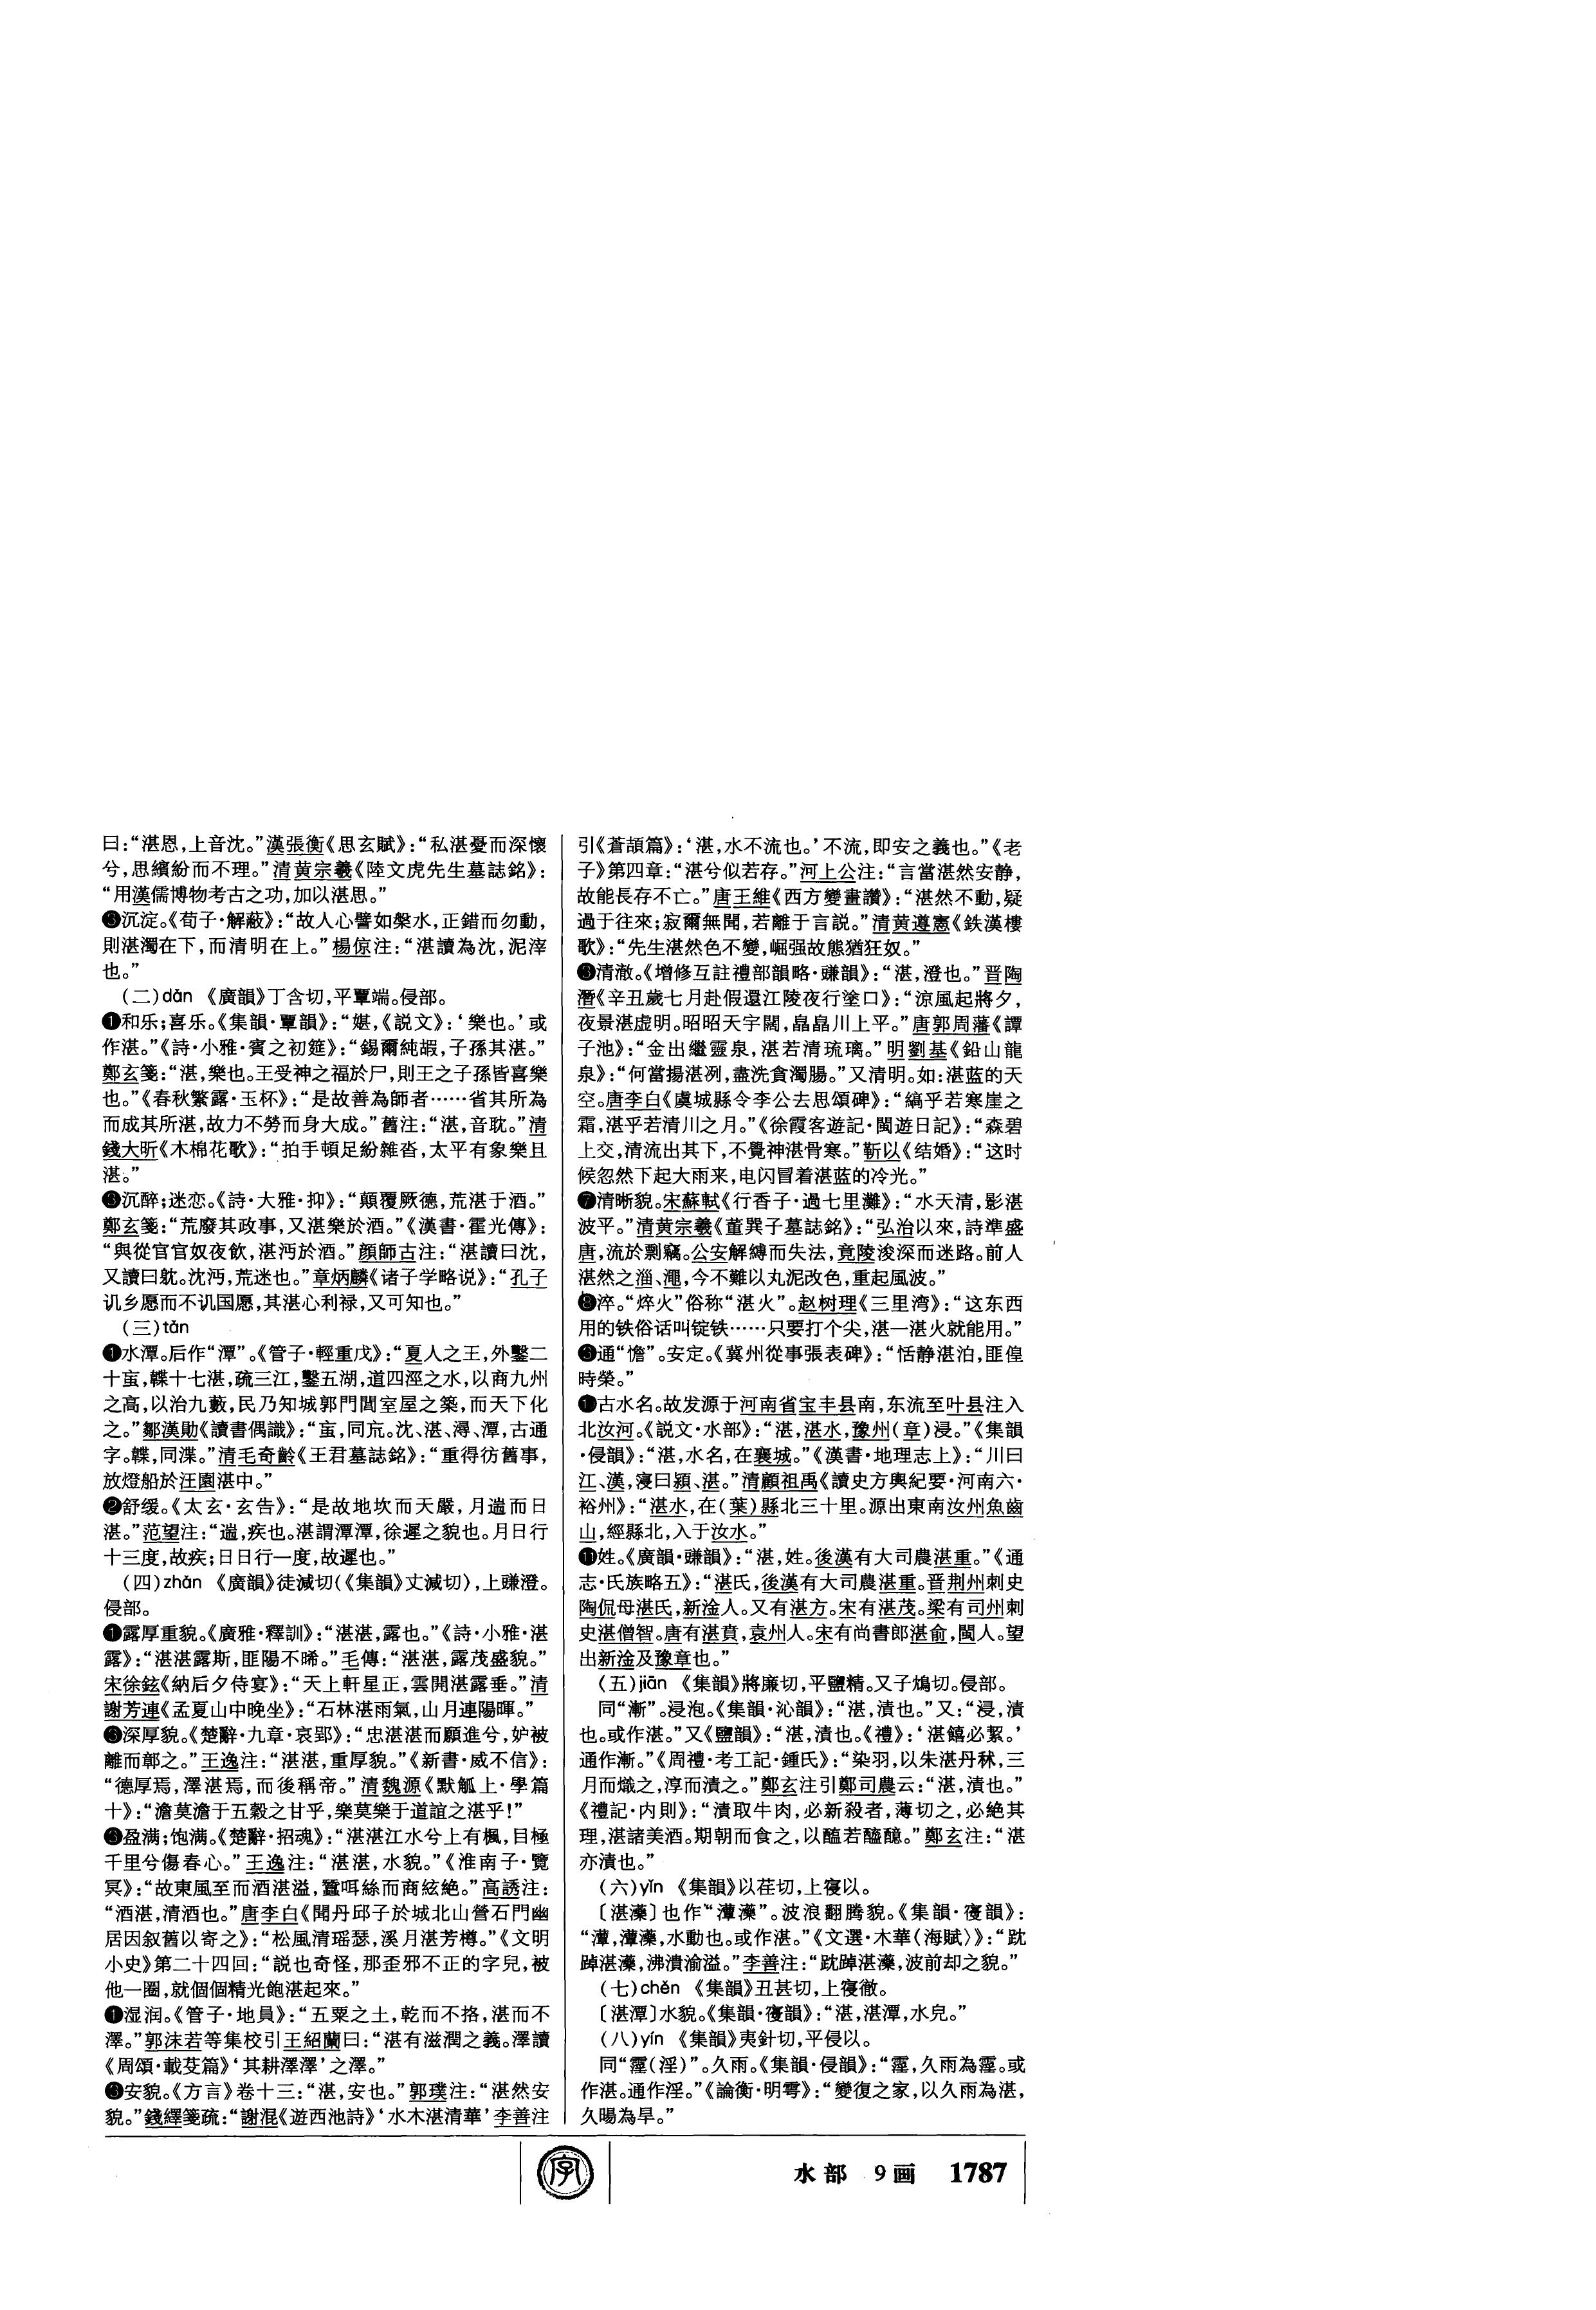 曰：“湛恩，上音沈。”漢張衡《思玄賦》：“私湛憂而深懷
兮，思繽紛而不理。”清黄宗羲《陸文虎先生墓誌銘》：
“用漢儒博物考古之功，加以湛思。”
沉淀。《荀子·解蔽》：“故人心譬如槃水，正錯而勿動，
則湛濁在下，而清明在上。”楊倞注：“湛讀為沈，泥滓
也。”
（二）dān 《廣韻》丁含切，平覃端。侵部。
❶和乐；喜乐。《集韻·覃韻》：“媅，《説文》：‘樂也。’或
作湛。”《詩·小雅·賓之初筵》：“錫爾純嘏，子孫其湛。”
鄭玄箋：“湛，樂也。王受神之福於尸，則王之子孫皆喜樂
也。”《春秋繁露·玉杯》：“是故善為師者……省其所為
而成其所湛，故力不勞而身大成。”舊注：“湛，音耽。”清
錢大昕《木棉花歌》：“拍手頓足紛雜沓，太平有象樂且
湛。”
沉醉；迷恋。《詩·大雅·抑》：“顛覆厥德，荒湛于酒。”
鄭玄箋：“荒廢其政事，又湛樂於酒。”《漢書·霍光傳》：
“與從官官奴夜飲，湛沔於酒。”顔師古注：“湛讀曰沈，
又讀曰躭。沈沔，荒迷也。”章炳麟《诸子学略说》：“孔子
讥乡愿而不讥国愿，其湛心利禄，又可知也。”
（三）tán
❶水潭。后作“潭”。《管子·輕重戊》：“夏人之王，外鑿二
十䖟，韘十七湛，疏三江，鑿五湖，道四涇之水，以商九州
之高，以治九藪，民乃知城郭門閭室屋之築，而天下化
之。”鄒漢勛《讀書偶識》：“䖟，同巟。沈、湛、潯、潭，古通
字。韘，同渫。”清毛奇齡《王君墓誌銘》：“重得彷舊事，
放燈船於汪園湛中。”
❷舒缓。《太玄·玄告》：“是故地坎而天嚴，月遄而日
湛。”范望注：“遄，疾也。湛謂潭潭，徐遲之貌也。月日行
十三度，故疾；日日行一度，故遲也。”
（四）zhàn 《廣韻》徒減切（《集韻》丈減切），上豏澄。
侵部。
❶露厚重貌。《廣雅·釋訓》：“湛湛，露也。”《詩·小雅·湛
露》：“湛湛露斯，匪陽不晞。”毛傳：“湛湛，露茂盛貌。”
宋徐鉉《納后夕侍宴》：“天上軒星正，雲開湛露垂。”清
謝芳連《孟夏山中晚坐》：“石林湛雨氣，山月連陽暉。”
深厚貌。《楚辭·九章·哀郢》：“忠湛湛而願進兮，妒被
離而鄣之。”王逸注：“湛湛，重厚貌。”《新書·威不信》：
“德厚焉，澤湛焉，而後稱帝。”清魏源《默觚上·學篇
十》：“澹莫澹于五穀之甘乎，樂莫樂于道誼之湛乎！”
盈满；饱满。《楚辭·招魂》：“湛湛江水兮上有楓，目極
千里兮傷春心。”王逸注：“湛湛，水貌。”《淮南子·覽
冥》：“故東風至而酒湛溢，蠶咡絲而商絃絶。”高誘注：
“酒湛，清酒也。”唐李白《聞丹邱子於城北山營石門幽
居因叙舊以寄之》：“松風清瑶瑟，溪月湛芳樽。”《文明
小史》第二十四回：“説也奇怪，那歪邪不正的字兒，被
他一圈，就個個精光飽湛起來。”
湿润。《管子·地員》：“五粟之土，乾而不挌，湛而不
澤。”郭沫若等集校引王紹蘭曰：“湛有滋潤之義。澤讀
《周頌·載芟篇》‘其耕澤澤’之澤。”
安貌。《方言》卷十三：“湛，安也。”郭璞注：“湛然安
貌。”錢繹箋疏：“謝混《遊西池詩》‘水木湛清華’李善注
引《蒼頡篇》：‘湛，水不流也。’不流，即安之義也。”《老
子》第四章：“湛兮似若存。”河上公注：“言當湛然安静，
故能長存不亡。”唐王維《西方變畫讚》：“湛然不動，疑
過于往來；寂爾無聞，若離于言説。”清黄遵憲《鉄漢樓
歌》：“先生湛然色不變，崛强故態猶狂奴。”
清澈。《增修互註禮部韻略·豏韻》：“湛，澄也。”晋陶
潛《辛丑歲七月赴假還江陵夜行塗口》：“涼風起將夕，
夜景湛虚明。昭昭天宇闊，皛皛川上平。”唐郭周藩《譚
子池》：“金出繼靈泉，湛若清琉璃。”明劉基《鉛山龍
泉》：“何當揚湛冽，盡洗貪濁腸。”又清明。如：湛蓝的天
空。唐李白《虞城縣令李公去思頌碑》：“縞乎若寒崖之
霜，湛乎若清川之月。”《徐霞客遊記·閩遊日記》：“森碧
上交，清流出其下，不覺神湛骨寒。”靳以《结婚》：“这时
候忽然下起大雨来，电闪冒着湛蓝的冷光。”
❼清晰貌。宋蘇軾《行香子·過七里灘》：“水天清，影湛
波平。”清黄宗羲《董巽子墓誌銘》：“弘治以來，詩準盛
唐，流於剽竊。公安解縛而失法，竟陵浚深而迷路。前人
湛然之淄、澠，今不難以丸泥改色，重起風波。”
❽淬。“焠火”俗称“湛火”。赵树理《三里湾》：“这东西
用的铁俗话叫锭铁……只要打个尖，湛一湛火就能用。”
通“憺”。安定。《冀州從事張表碑》：“恬静湛泊，匪偟
時榮。”
古水名。故发源于河南省宝丰县南，东流至叶县注入
北汝河。《説文·水部》：“湛，湛水，豫州（章）浸。”《集韻
·侵韻》：“湛，水名，在襄城。”《漢書·地理志上》：“川曰
江、漢，寖曰潁、湛。”清顧祖禹《讀史方輿紀要·河南六·
裕州》：“湛水，在（葉）縣北三十里。源出東南汝州魚齒
山，經縣北，入于汝水。”
⓫姓。《廣韻·豏韻》：“湛，姓。後漢有大司農湛重。”《通
志·氏族略五》：“湛氏，後漢有大司農湛重。晋荆州刺史
陶侃母湛氏，新淦人。又有湛方。宋有湛茂。梁有司州刺
史湛僧智。唐有湛賁，袁州人。宋有尚書郎湛俞，閩人。望
出新淦及豫章也。”
（五）jiān 《集韻》將廉切，平鹽精。又子鴆切。侵部。
同“漸”。浸泡。《集韻·沁韻》：“湛，漬也。”又：“浸，漬
也。或作湛。”又《鹽韻》：“湛，漬也。《禮》：‘湛饎必絜。’
通作漸。”《周禮·考工記·鍾氏》：“染羽，以朱湛丹秫，三
月而熾之，淳而漬之。”鄭玄注引鄭司農云：“湛，漬也。”
《禮記·内則》：“漬取牛肉，必新殺者，薄切之，必絶其
理，湛諸美酒。期朝而食之，以醢若醯醷。”鄭玄注：“湛
亦漬也。”
（六）yǐn 《集韻》以荏切，上寑以。
〔湛㶒〕也作“潭㶒”。波浪翻腾貌。《集韻·寑韻》：
，水動也。或作湛。”《文選·木華〈海賦〉》：“䟢
踔湛㶒，沸潰渝溢。”李善注：“䟢踔湛㶒，波前却之貌。”
（七）chěn 《集韻》丑甚切，上寑徹。
〔湛潭〕水貌。《集韻·寑韻》：“湛，湛潭，水皃。”
（八）yín 《集韻》夷針切，平侵以。
同“霪（淫）”。久雨。《集韻·侵韻》：“霪，久雨為霪。或
作湛。通作淫。”《論衡·明雩》：“變復之家，以久雨為湛，
久暘為旱。”
字
水部 9画 1787